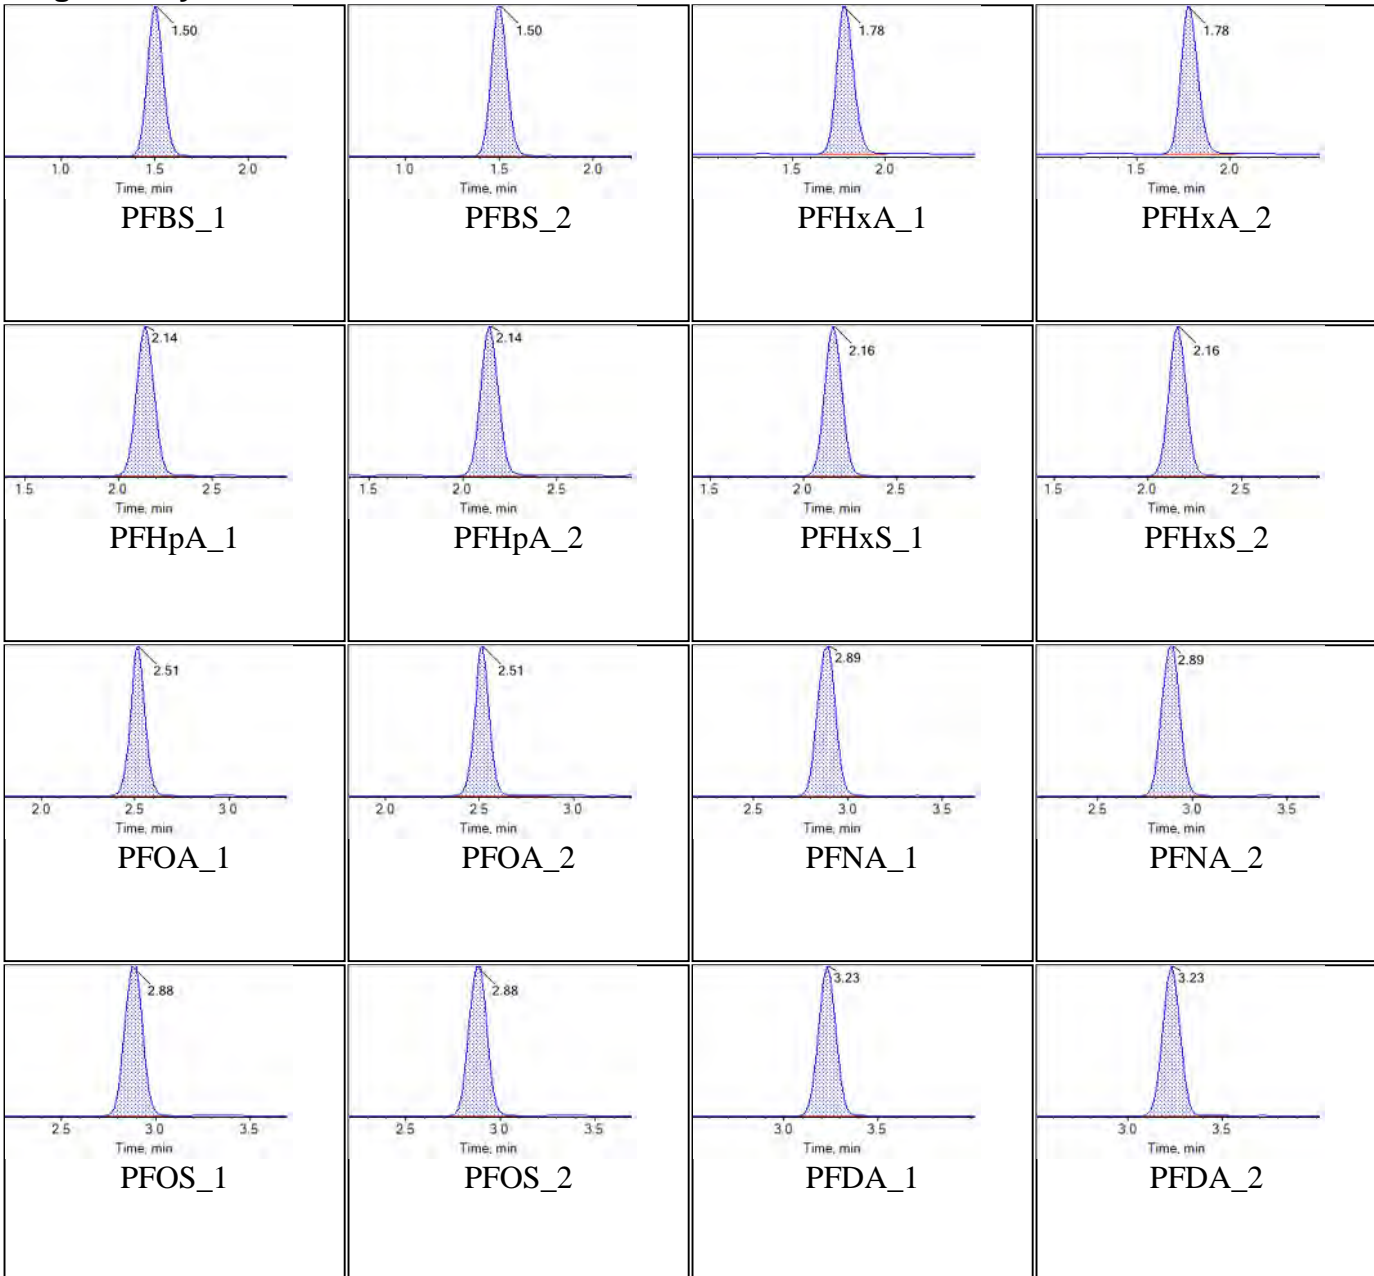 1.50 1.50 1.78 1.78
1.0 1.5 2.0 1.0 1.5 2.0 1.5 2.0 1.5 2.0
Time, min Time, min Time, min Time, min
PFBS_1 PFBS_2 PFHxA_1 PFHxA_2
2.14 2.14 2.16 2.16
1.5 2.0 2.5 1.5 2.0 2.5 1.5 2.0 2.5 1.5 2.0 2.5
Time, min Time, min Time, min Time, min
PFHpA_1 PFHpA_2 PFHxS_1 PFHxS_2
2.51 2.51 2.89 2.89
2.0 2.5 3.0 2.0 2.5 3.0 2.5 3.0 3.5 2.5 3.0 3.5
Time, min Time, min Time, min Time, min
PFOA_1 PFOA_2 PFNA_1 PFNA_2
2.88 2.88 3.23 3.23
2.5 3.0 3.5 2.5 3.0 3.5 3.0 3.5 3.0 3.5
Time, min Time, min Time, min Time, min
PFOS_1 PFOS_2 PFDA_1 PFDA_2